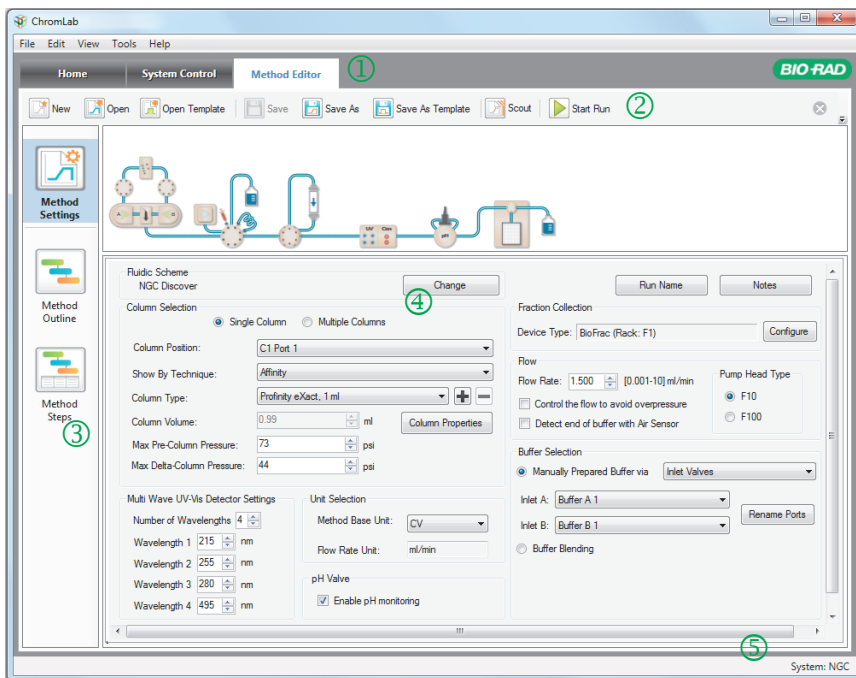 ChromLab
File Edit View Tools Help
Home System Control Method Editor ① BIO-RAD
New Open Open Template Save Save As Save As Template Scout Start Run ②
Method
Settings
Method
Outline
Method
Steps
③
UV Con
pH
Fluidic Scheme
NGC Discover
Change
④
Run Name Notes
Column Selection
Single Column Multiple Columns
Column Position: C1 Port 1
Show By Technique: Affinity
Column Type: Profinity eXact, 1 ml
Column Volume: 0.99 ml Column Properties
Max Pre-Column Pressure: 73 psi
Max Delta-Column Pressure: 44 psi
Multi Wave UV-Vis Detector Settings
Number of Wavelengths 4
Wavelength 1 215 nm
Wavelength 2 255 nm
Wavelength 3 280 nm
Wavelength 4 495 nm
Unit Selection
Method Base Unit: CV
Flow Rate Unit: ml/min
pH Valve
Enable pH monitoring
Fraction Collection
Device Type: BioFrac (Rack: F1) Configure
Flow
Flow Rate: 1.500 [0.001-10] ml/min
Control the flow to avoid overpressure
Detect end of buffer with Air Sensor
Pump Head Type
F10
F100
Buffer Selection
Manually Prepared Buffer via Inlet Valves
Inlet A: Buffer A 1
Inlet B: Buffer B 1
Rename Ports
Buffer Blending
⑤
System: NGC